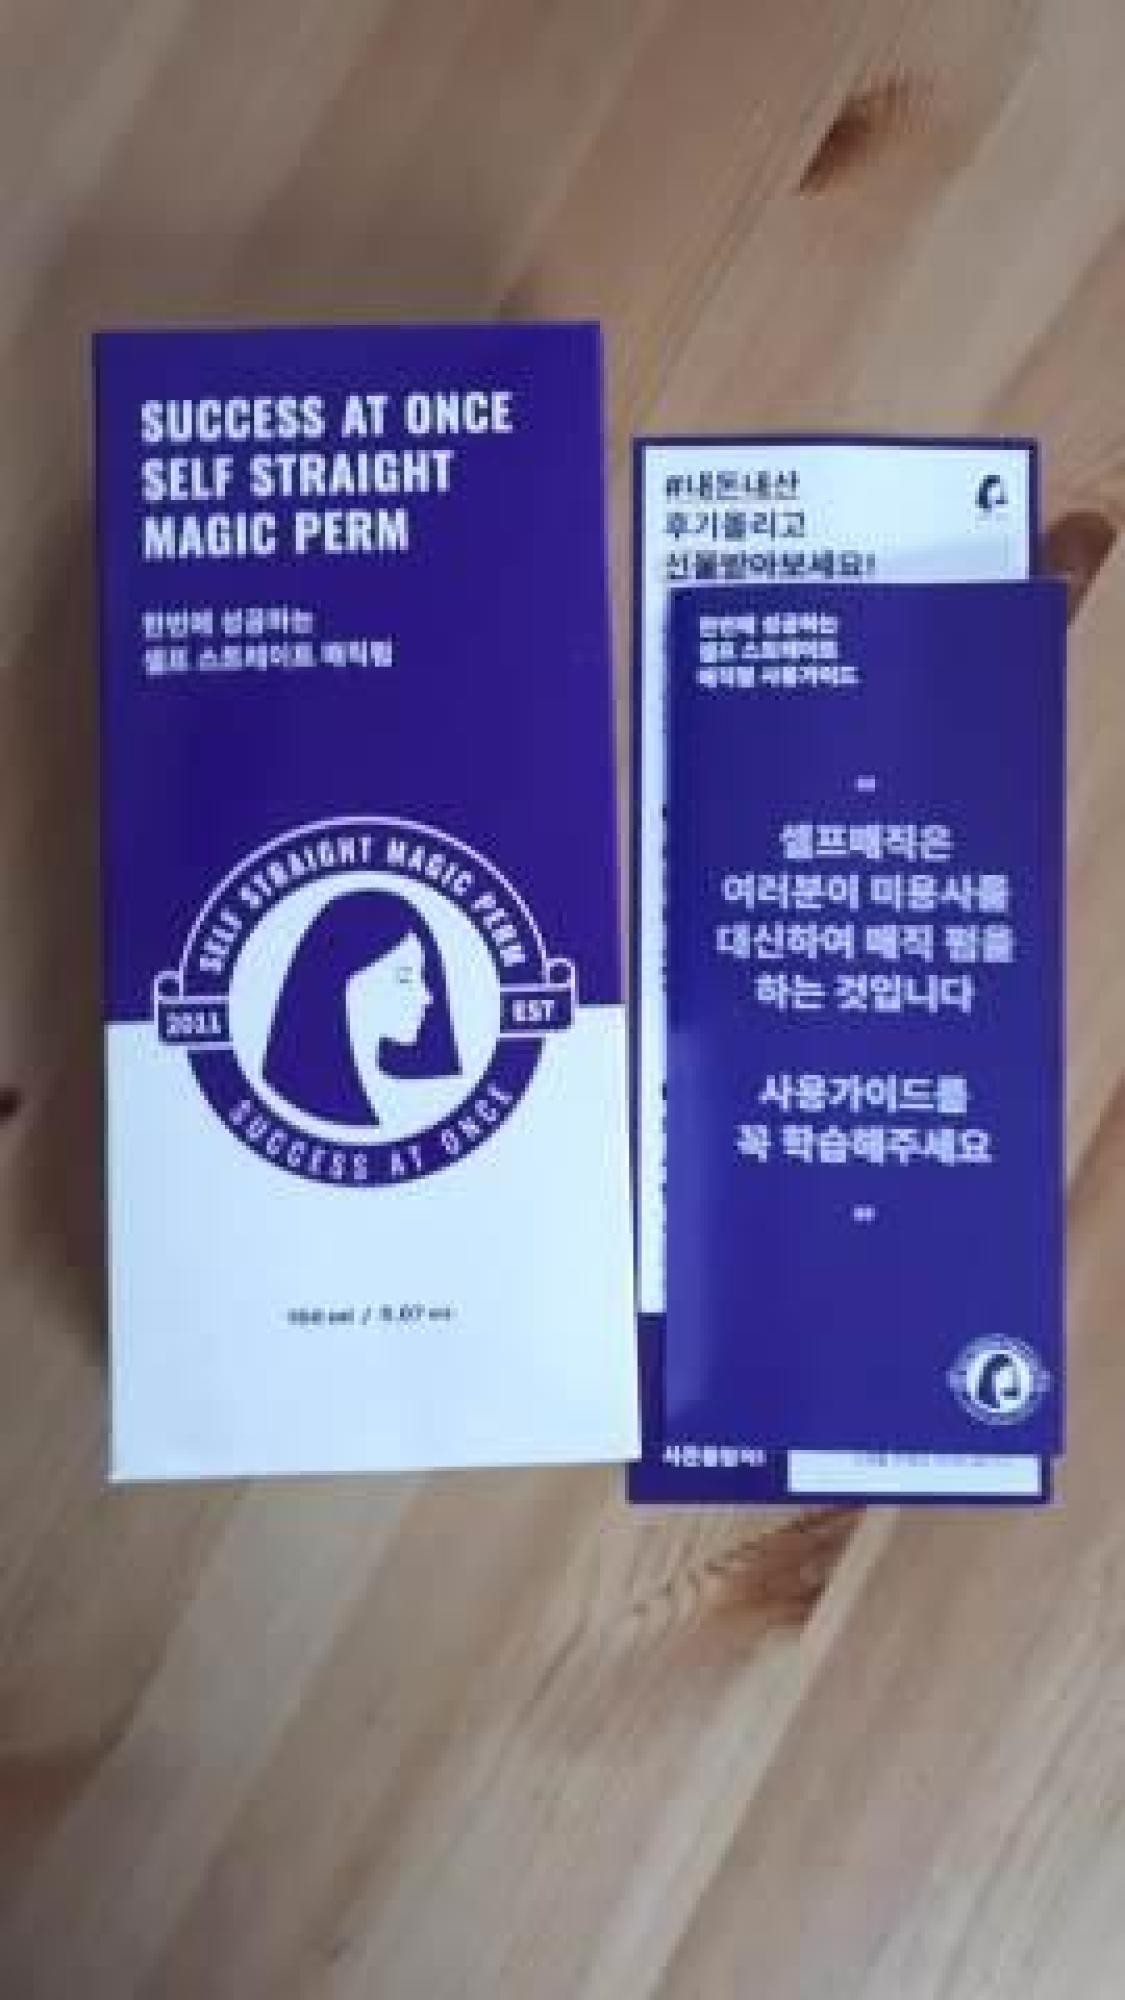 SUCCESS AT ONCE
SELF STRAIGHT
MAGIC PERM
한번에 성공하는
셀프 스트레이트 매직펌
SELF STRAIGHT MAGIC PERM
EST
SUCCESS AT ONCE
#내돈내산
후기올리고
선물받아보세요!
한번에 성공하는
셀프 스트레이트
매직펌 사용가이드
"
셀프매직은
여러분이 미용사를
대신하여 매직 펌을
하는 것입니다
사용가이드를
꼭 학습해주세요
"